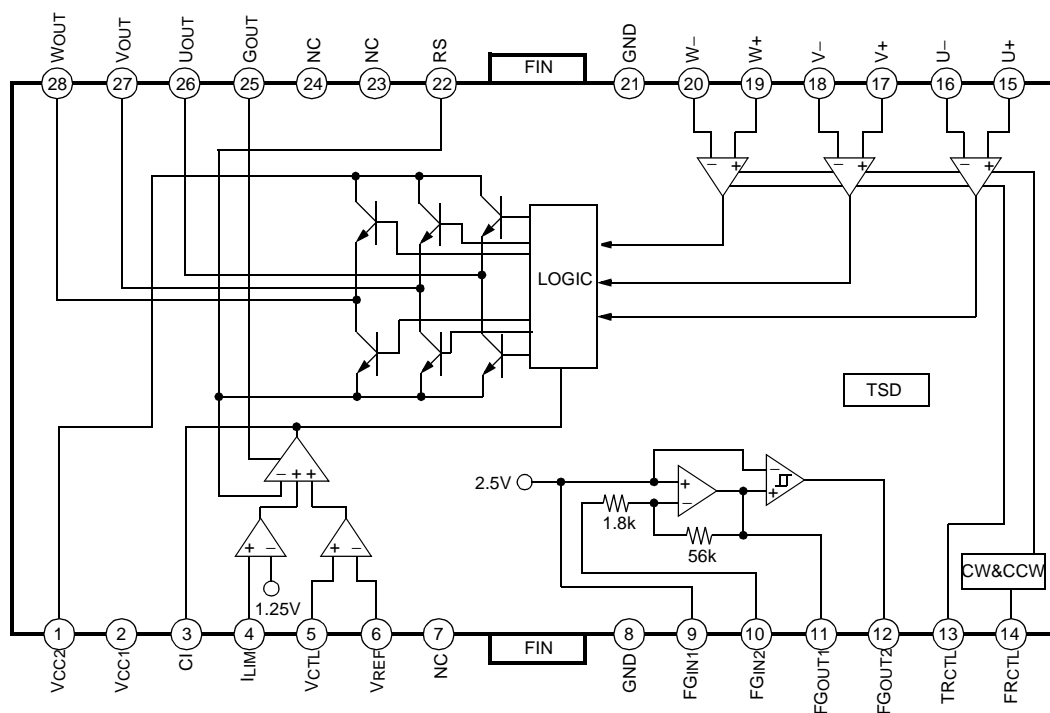 WOUT
VOUT
UOUT
GOUT
NC
NC
RS
GND
W−
W+
V−
V+
U−
U+
28
27
26
25
24
23
22
FIN
21
20
19
18
17
16
15
− +
− +
− +
LOGIC
TSD
− + +
2.5V
+
−
−
+
1.8k
56k
+ −
+ −
1.25V
CW&CCW
1
2
3
4
5
6
7
FIN
8
9
10
11
12
13
14
VCC2
VCC1
CI
ILIM
VCTL
VREF
NC
GND
FGIN1
FGIN2
FGOUT1
FGOUT2
TRCTL
FRCTL